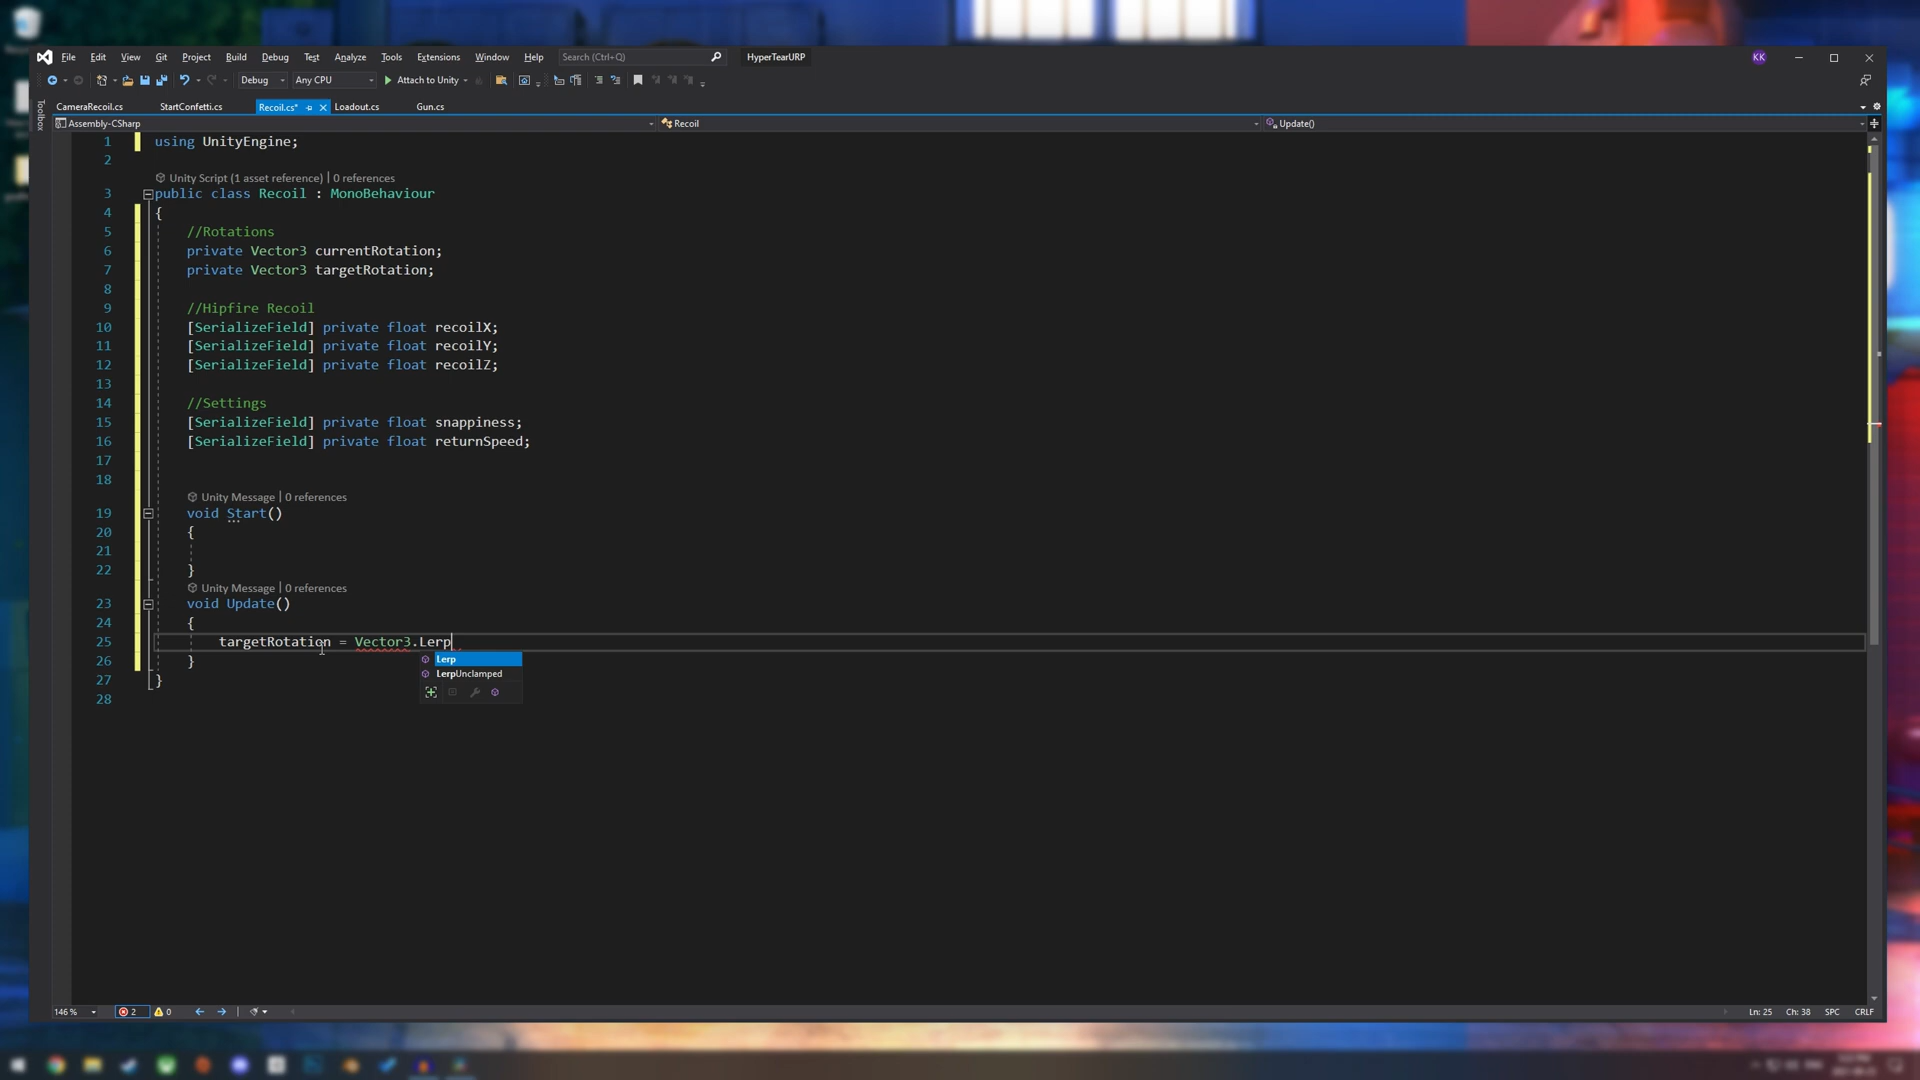 File Edit View Project Build Debug Test Analyze Tools Extensions Window Help Search (Ctrl+Q) HyperTearURP KK
Debug Any CPU Attach to Unity
CameraRecoil.cs StartConfetti.cs Recoil.cs* Loadout.cs Gun.cs
Toolbox
Assembly-CSharp Recoil Update()
1 using UnityEngine;
2
Unity Script (1 asset reference) | 0 references
3 public class Recoil : MonoBehaviour
4 {
5 //Rotations
6 private Vector3 currentRotation;
7 private Vector3 targetRotation;
8
9 //Hipfire Recoil
10 [SerializeField] private float recoilX;
11 [SerializeField] private float recoilY;
12 [SerializeField] private float recoilZ;
13
14 //Settings
15 [SerializeField] private float snappiness;
16 [SerializeField] private float returnSpeed;
17
18
Unity Message | 0 references
19 void Start()
20 {
21
22 }
Unity Message | 0 references
23 void Update()
24 {
25 targetRotation = Vector3.Lerp
Lerp
26 }
LerpUnclamped
27 }
28
146 % 2 0 Ln: 25 Ch: 38 SPC CRLF